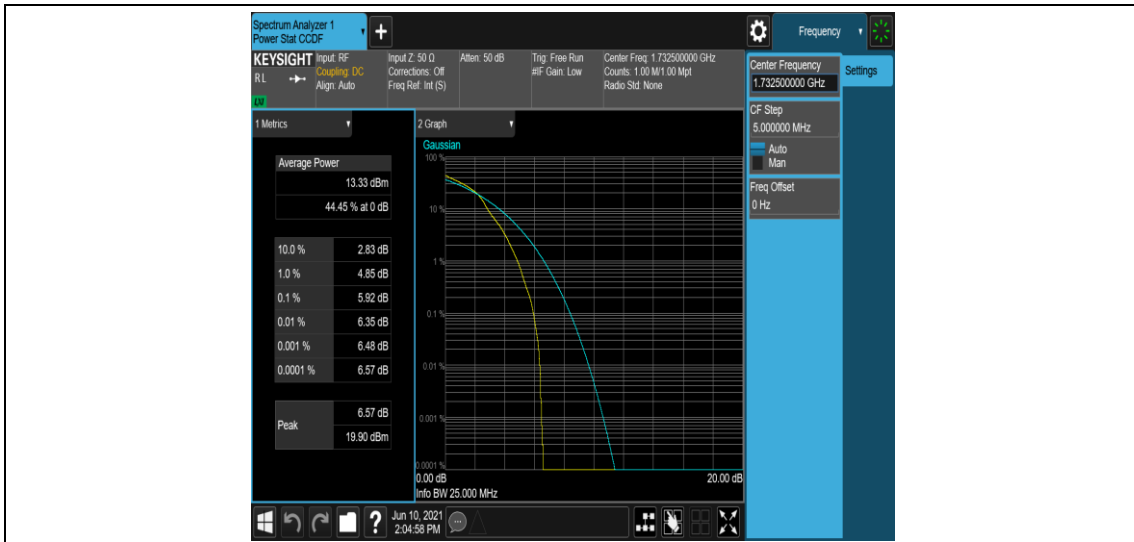 Spectrum Analyzer 1
Power Stat CCDF
+
Frequency
KEYSIGHT
RL
LXI
Input: RF
Coupling: DC
Align: Auto
Input Z: 50 Ω
Corrections: Off
Freq Ref: Int (S)
Atten: 50 dB
Trig: Free Run
#IF Gain: Low
Center Freq: 1.732500000 GHz
Counts: 1.00 M/1.00 Mpt
Radio Std: None
Center Frequency
1.732500000 GHz
Settings
CF Step
5.000000 MHz
Auto
Man
Freq Offset
0 Hz
1 Metrics
Average Power
13.33 dBm
44.45 % at 0 dB
10.0 % 2.83 dB
1.0 % 4.85 dB
0.1 % 5.92 dB
0.01 % 6.35 dB
0.001 % 6.48 dB
0.0001 % 6.57 dB
Peak 6.57 dB
19.90 dBm
2 Graph
Gaussian
100 %
10 %
1 %
0.1 %
0.01 %
0.001 %
0.0001 %
0.00 dB 20.00 dB
Info BW 25.000 MHz
?
Jun 10, 2021
2:04:58 PM